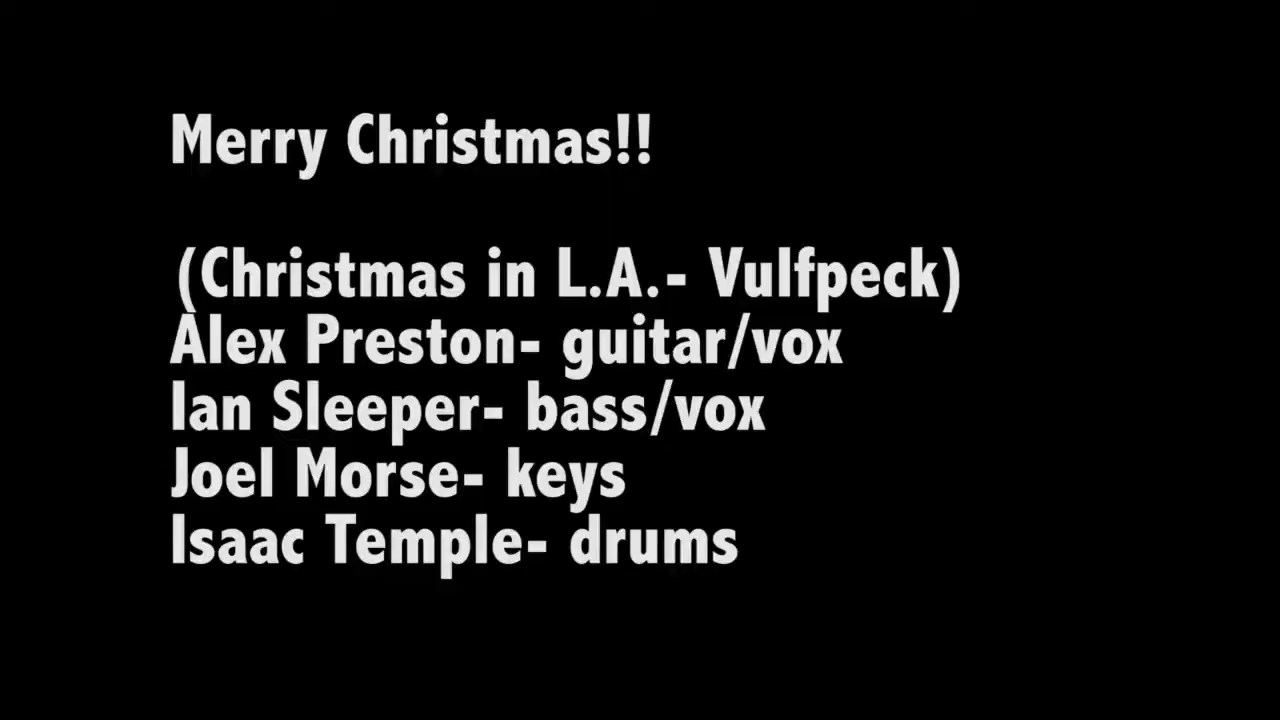 Merry Christmas!!
(Christmas in L.A.- Vulfpeck)
Alex Preston- guitar/vox
Ian Sleeper- bass/vox
Joel Morse- keys
Isaac Temple- drums